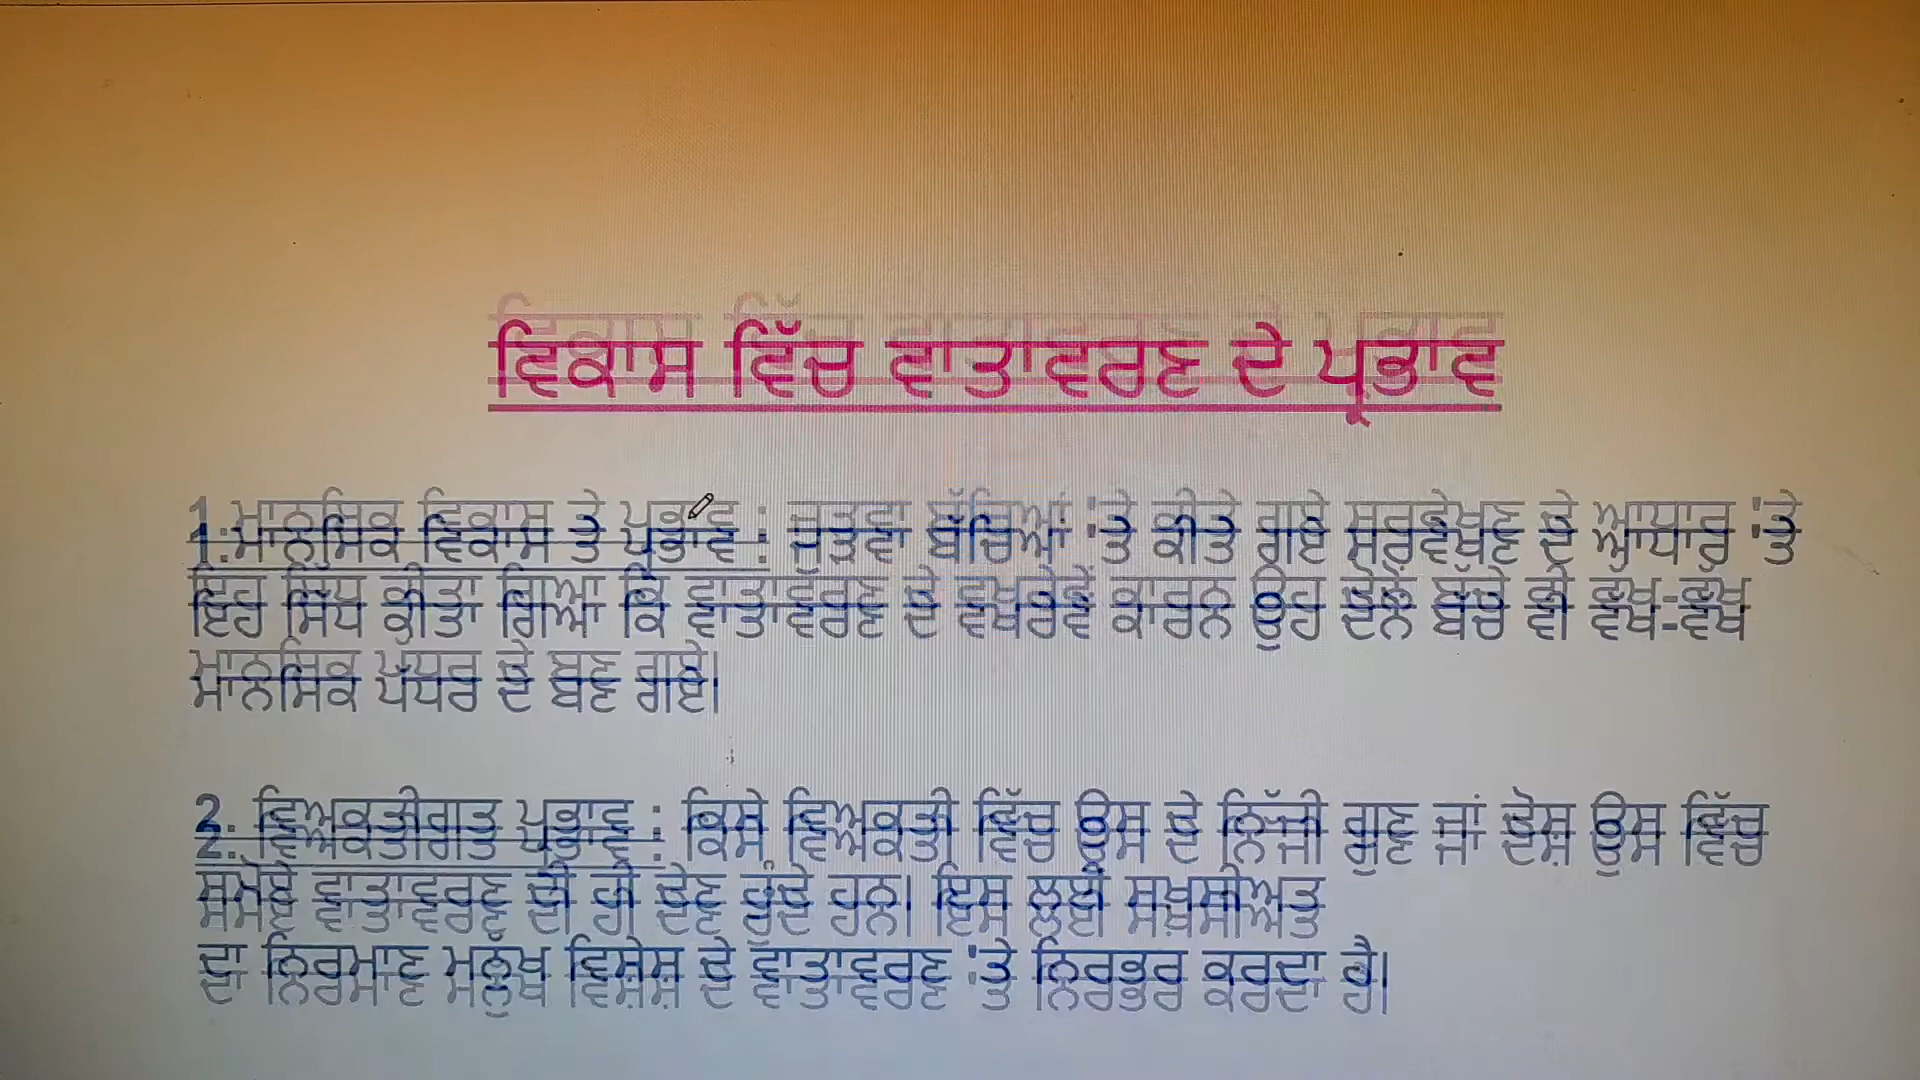 ਵਿਕਾਸ ਵਿੱਚ ਵਾਤਾਵਰਣ ਦੇ ਪ੍ਰਭਾਵ
1.ਮਾਨਸਿਕ ਵਿਕਾਸ ਤੇ ਪ੍ਰਭਾਵ : ਜੜਵਾ ਬੱਚਿਆਂ 'ਤੇ ਕੀਤੇ ਗਏ ਸਰਵੇਖਣ ਦੇ ਆਧਾਰ 'ਤੇ
ਇਹ ਸਿੱਧ ਕੀਤਾ ਗਿਆ ਕਿ ਵਾਤਾਵਰਣ ਦੇ ਵਖਰੇਵੇਂ ਕਾਰਨ ਉਹ ਦੋਨੋਂ ਬੱਚੇ ਵੀ ਵੱਖ-ਵੱਖ
ਮਾਨਸਿਕ ਪੱਧਰ ਦੇ ਬਣ ਗਏ।
2. ਵਿਅਕਤੀਗਤ ਪ੍ਰਭਾਵ : ਕਿਸੇ ਵਿਅਕਤੀ ਵਿੱਚ ਉਸ ਦੇ ਨਿੱਜੀ ਗੁਣ ਜਾਂ ਦੋਸ਼ ਉਸ ਵਿੱਚ
ਸਮੋਏ ਵਾਤਾਵਰਣ ਦੀ ਹੀ ਦੇਣ ਹੁੰਦੇ ਹਨ। ਇਸ ਲਈ ਸ਼ਖ਼ਸੀਅਤ
ਦਾ ਨਿਰਮਾਣ ਮਨੁੱਖ ਵਿਸ਼ੇਸ਼ ਦੇ ਵਾਤਾਵਰਣ 'ਤੇ ਨਿਰਭਰ ਕਰਦਾ ਹੈ।